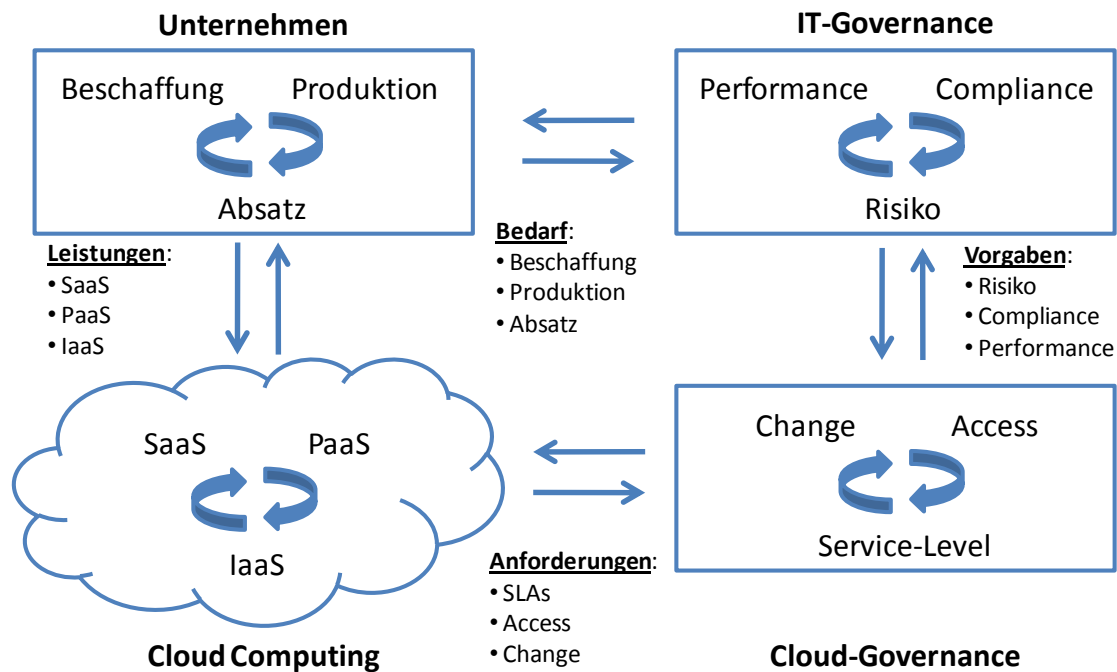 Unternehmen
IT-Governance
Beschaffung Produktion
Absatz
Performance Compliance
Risiko
Leistungen:
• SaaS
• PaaS
• IaaS
Bedarf:
• Beschaffung
• Produktion
• Absatz
Vorgaben:
• Risiko
• Compliance
• Performance
SaaS PaaS
IaaS
Change Access
Service-Level
Anforderungen:
• SLAs
• Access
• Change
Cloud Computing
Cloud-Governance